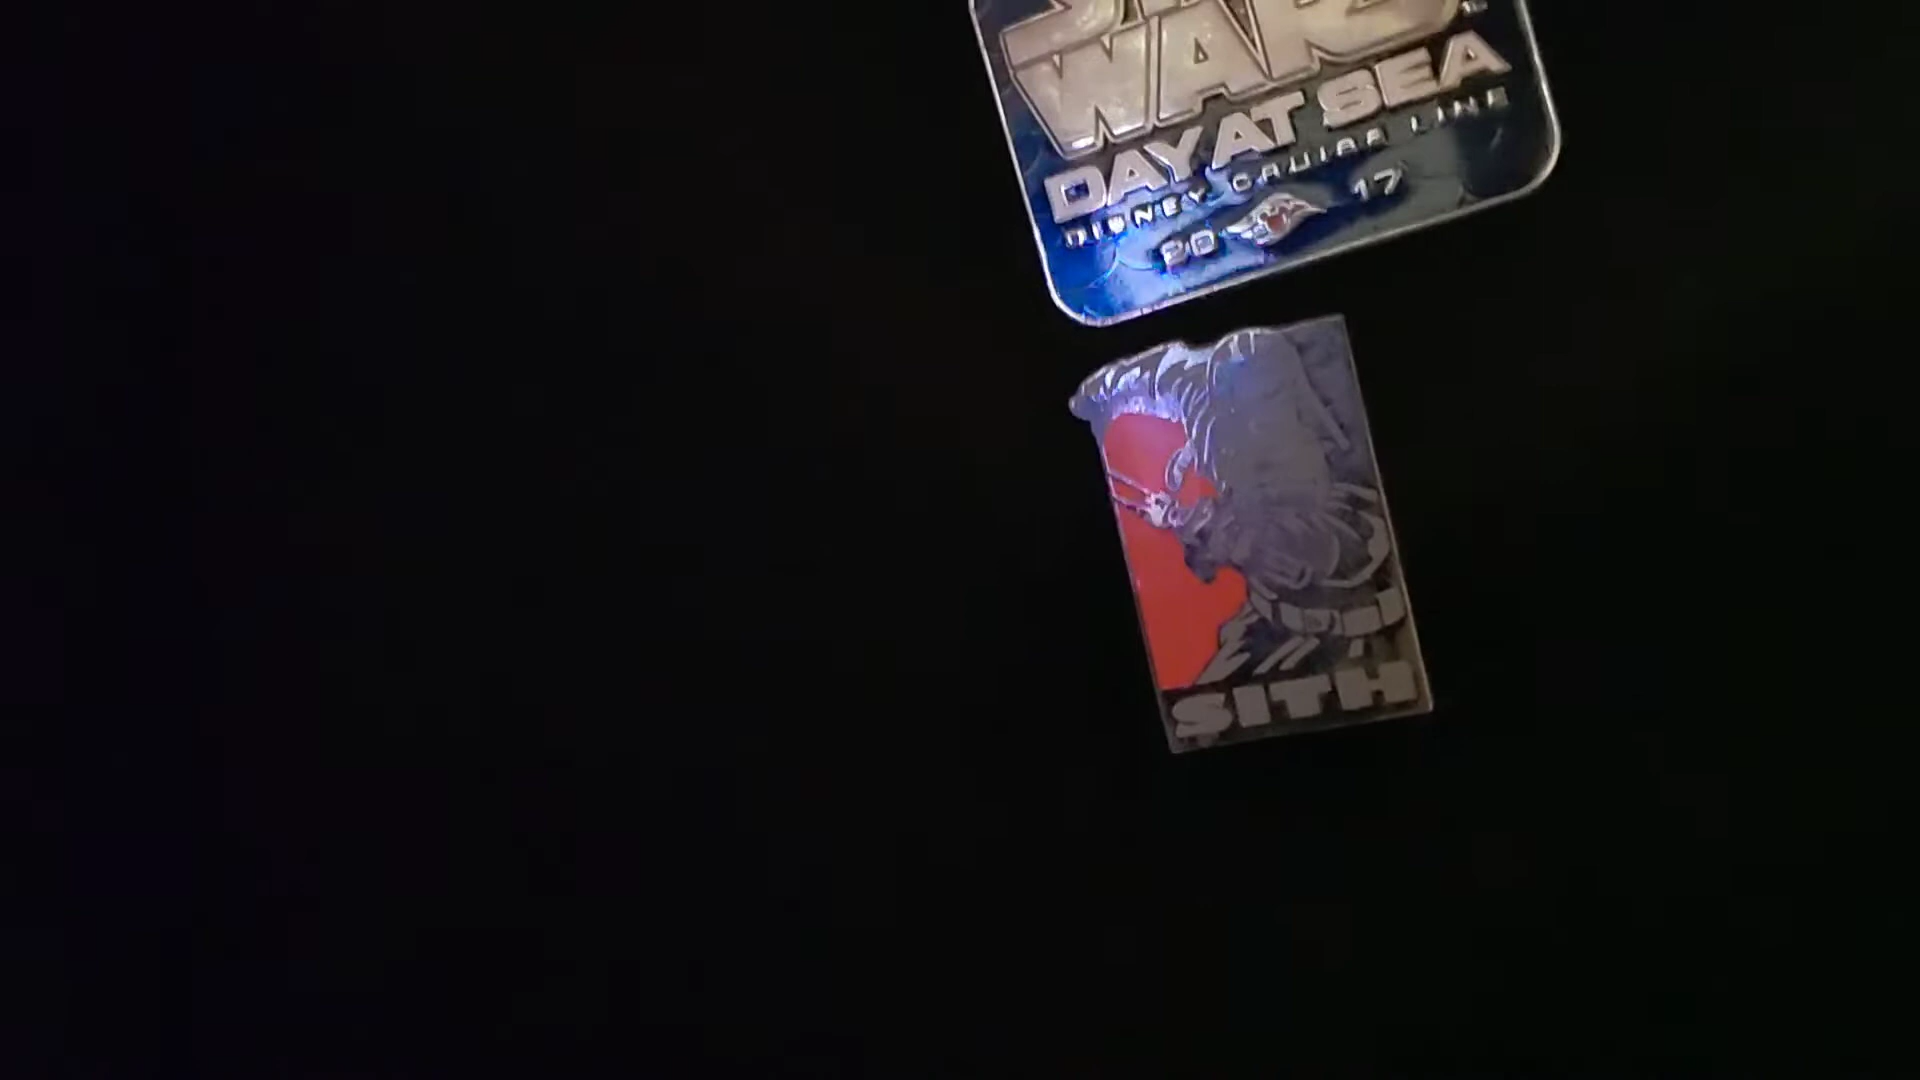 WARS
DAY AT SEA
DISNEY CRUISE LINE
20 17
SITH